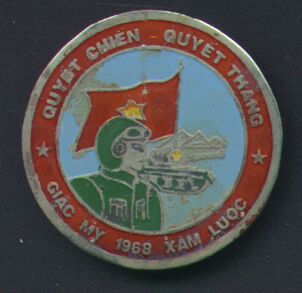 QUYẾT CHIẾN - QUYẾT THẮNG
GIẶC MỸ 1968 XÂM LƯỢC